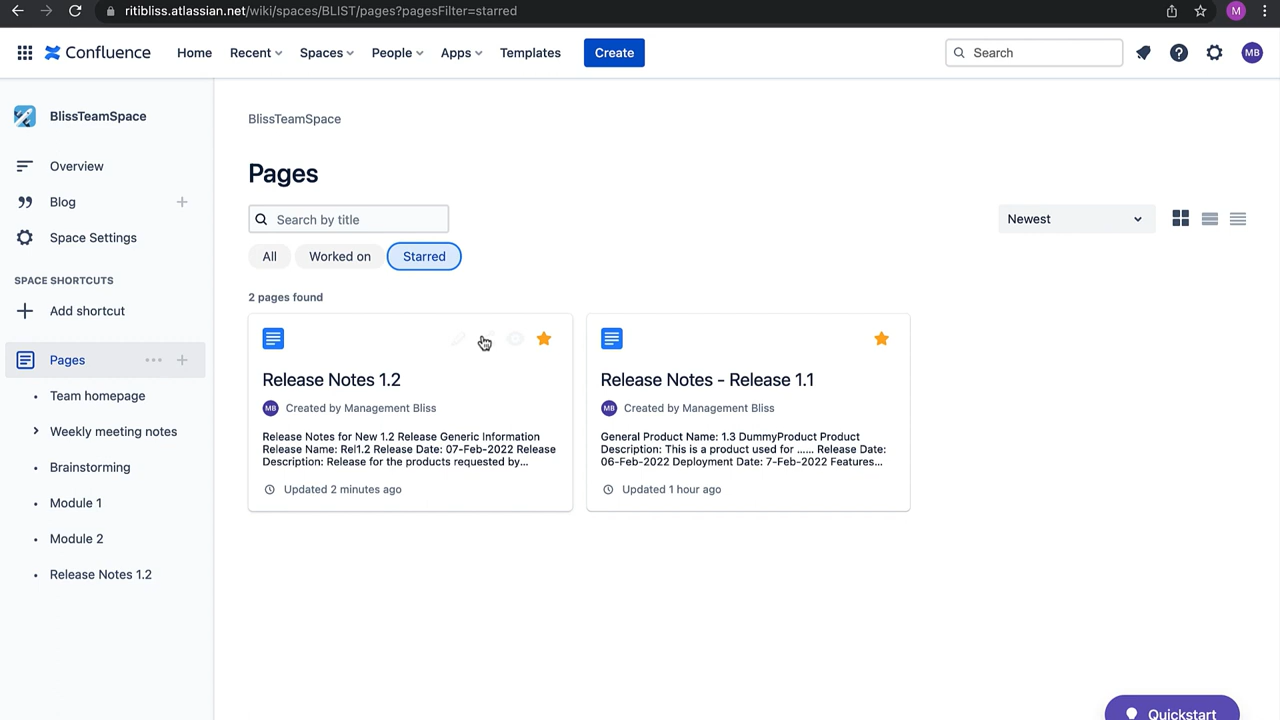 ritibliss.atlassian.net/wiki/spaces/BLIST/pages?pagesFilter=starred
M
Confluence
Home
Recent
Spaces
People
Apps
Templates
Create
Search
MB
BlissTeamSpace
Overview
Blog
Space Settings
SPACE SHORTCUTS
Add shortcut
Pages
Team homepage
Weekly meeting notes
Brainstorming
Module 1
Module 2
Release Notes 1.2
BlissTeamSpace
Pages
Search by title
Newest
All
Worked on
Starred
2 pages found
Release Notes 1.2
MB Created by Management Bliss
Release Notes for New 1.2 Release Generic Information
Release Name: Rel1.2 Release Date: 07-Feb-2022 Release
Description: Release for the products requested by...
Updated 2 minutes ago
Release Notes - Release 1.1
MB Created by Management Bliss
General Product Name: 1.3 DummyProduct Product
Description: This is a product used for ...... Release Date:
06-Feb-2022 Deployment Date: 7-Feb-2022 Features...
Updated 1 hour ago
Quickstart